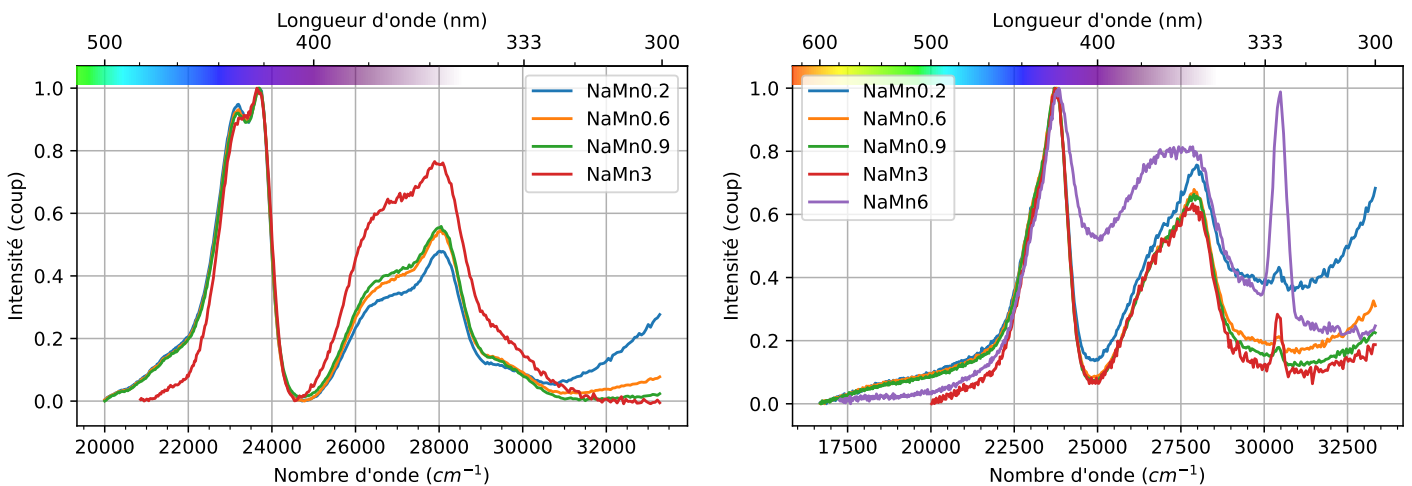 Longueur d'onde (nm)
500 400 333 300
NaMn0.2
NaMn0.6
NaMn0.9
NaMn3
Intensité (coup)
1.0
0.8
0.6
0.4
0.2
0.0
20000 22000 24000 26000 28000 30000 32000
Nombre d'onde (cm⁻¹)
Longueur d'onde (nm)
600 500 400 333 300
NaMn0.2
NaMn0.6
NaMn0.9
NaMn3
NaMn6
Intensité (coup)
1.0
0.8
0.6
0.4
0.2
0.0
17500 20000 22500 25000 27500 30000 32500
Nombre d'onde (cm⁻¹)